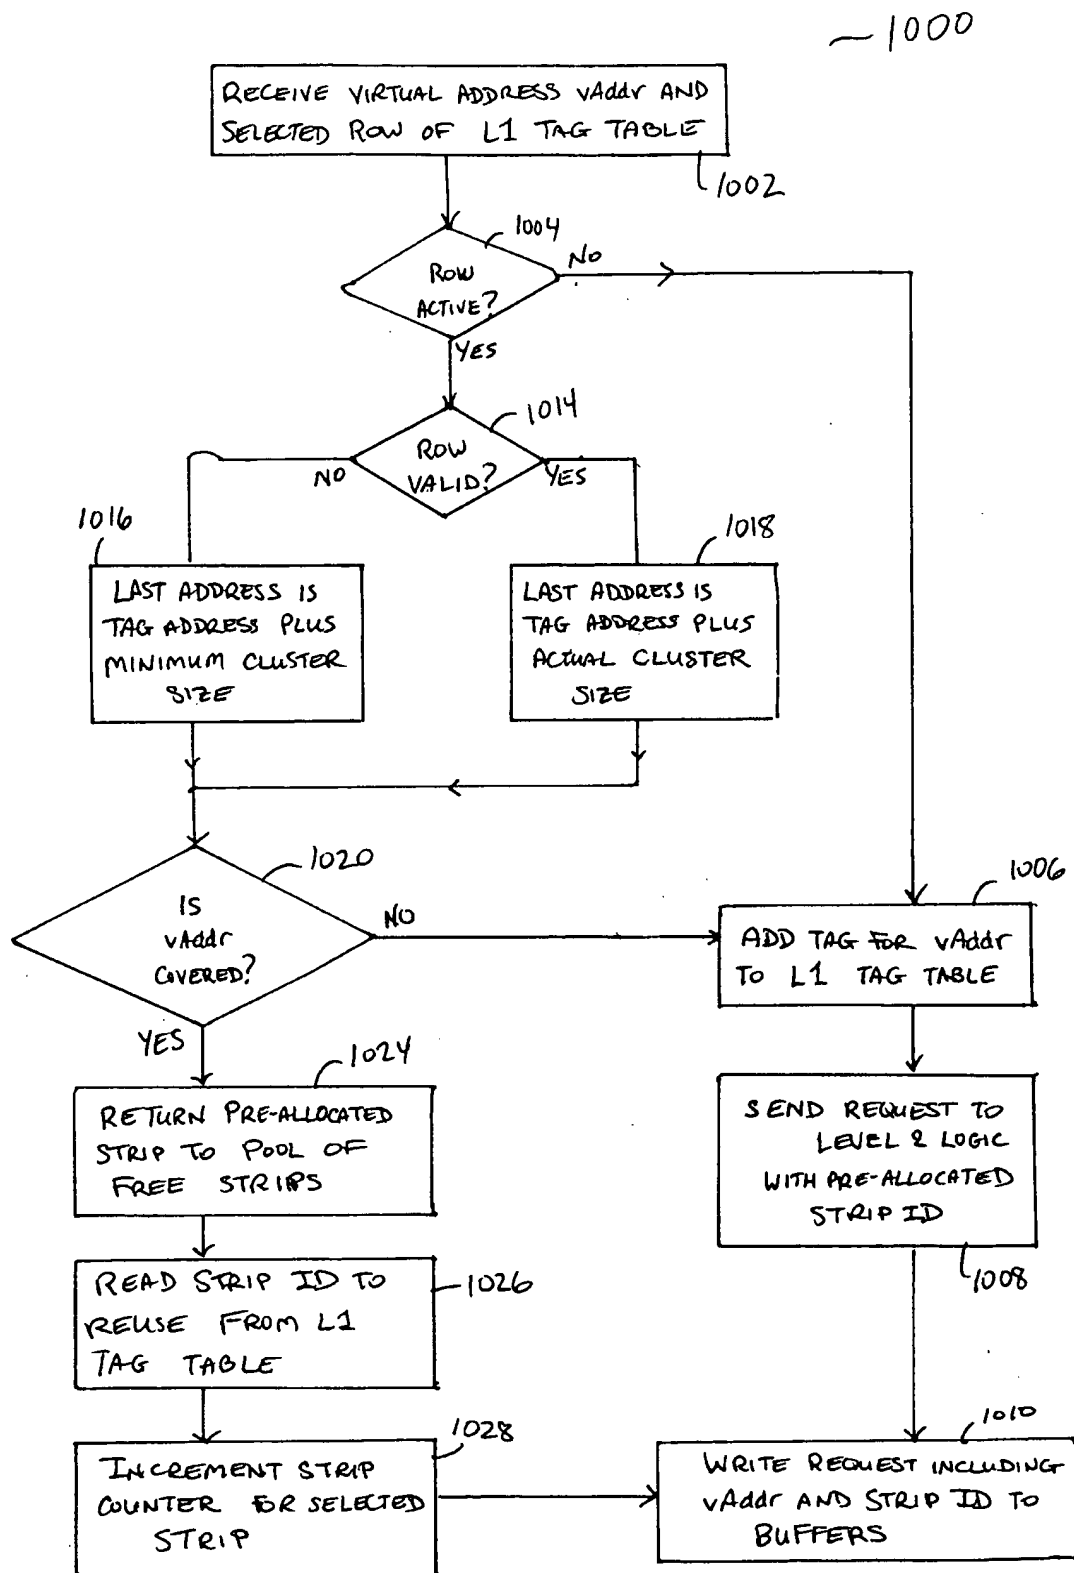 1000
RECEIVE VIRTUAL ADDRESS vAddr AND
SELECTED ROW OF L1 TAG TABLE
1002
1004
ROW
ACTIVE?
NO
YES
1014
ROW
VALID?
NO
YES
1016
LAST ADDRESS IS
TAG ADDRESS PLUS
MINIMUM CLUSTER
SIZE
1018
LAST ADDRESS IS
TAG ADDRESS PLUS
ACTUAL CLUSTER
SIZE
1020
IS
vAddr
COVERED?
NO
YES
1006
ADD TAG FOR vAddr
TO L1 TAG TABLE
1024
RETURN PRE-ALLOCATED
STRIP TO POOL OF
FREE STRIPS
SEND REQUEST TO
LEVEL 2 LOGIC
WITH PRE-ALLOCATED
STRIP ID
1008
READ STRIP ID TO
REUSE FROM L1
TAG TABLE
1026
1028
INCREMENT STRIP
COUNTER FOR SELECTED
STRIP
1010
WRITE REQUEST INCLUDING
vAddr AND STRIP ID TO
BUFFERS